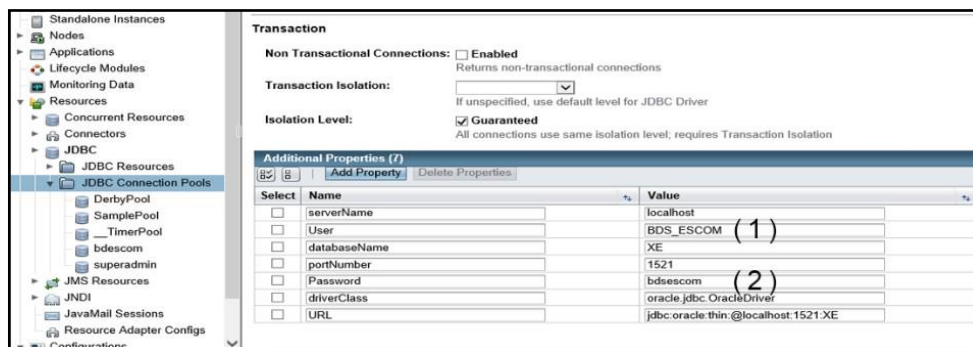 Standalone Instances
Nodes
Applications
Lifecycle Modules
Monitoring Data
Resources
Concurrent Resources
Connectors
JDBC
JDBC Resources
JDBC Connection Pools
DerbyPool
SamplePool
__TimerPool
bdescom
superadmin
JMS Resources
JNDI
JavaMail Sessions
Resource Adapter Configs
Configurations
Transaction
Non Transactional Connections: Enabled
Returns non-transactional connections
Transaction Isolation:
If unspecified, use default level for JDBC Driver
Isolation Level: Guaranteed
All connections use same isolation level; requires Transaction Isolation
Additional Properties (7)
Add Property Delete Properties
Select Name Value
serverName localhost
User BDS_ESCOM (1)
databaseName XE
portNumber 1521
Password bdsescom (2)
driverClass oracle.jdbc.OracleDriver
URL jdbc:oracle:thin:@localhost:1521:XE